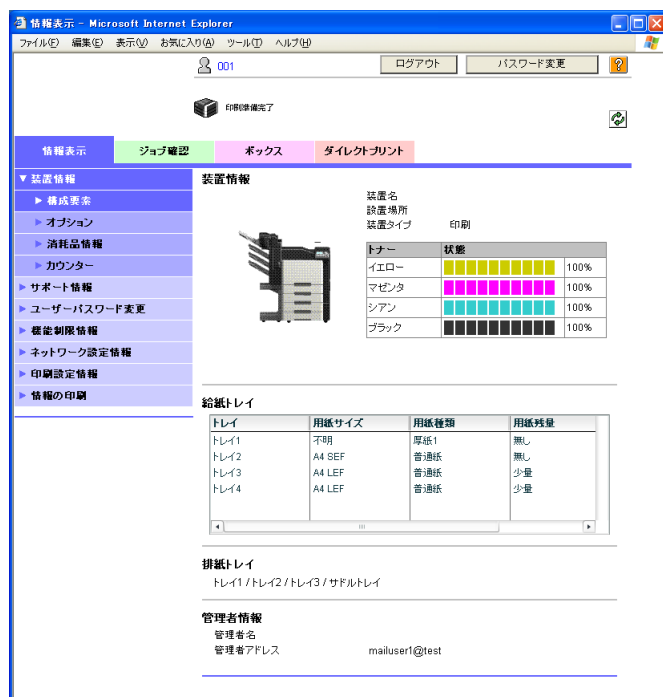 情報表示 - Microsoft Internet Explorer
ファイル(F) 編集(E) 表示(V) お気に入り(A) ツール(T) ヘルプ(H)
001 ログアウト パスワード変更 ?
印刷準備完了
情報表示 ジョブ確認 ボックス ダイレクトプリント
▼ 装置情報
▶ 構成要素
▶ オプション
▶ 消耗品情報
▶ カウンター
▶ サポート情報
▶ ユーザーパスワード変更
▶ 機能制限情報
▶ ネットワーク設定情報
▶ 印刷設定情報
▶ 情報の印刷
装置情報
装置名
設置場所
装置タイプ 印刷
トナー 状態
イエロー 100%
マゼンタ 100%
シアン 100%
ブラック 100%
給紙トレイ
トレイ 用紙サイズ 用紙種類 用紙残量
トレイ1 不明 厚紙1 無し
トレイ2 A4 SEF 普通紙 無し
トレイ3 A4 LEF 普通紙 少量
トレイ4 A4 LEF 普通紙 少量
排紙トレイ
トレイ1 / トレイ2 / トレイ3 / サドルトレイ
管理者情報
管理者名
管理者アドレス mailuser1@test